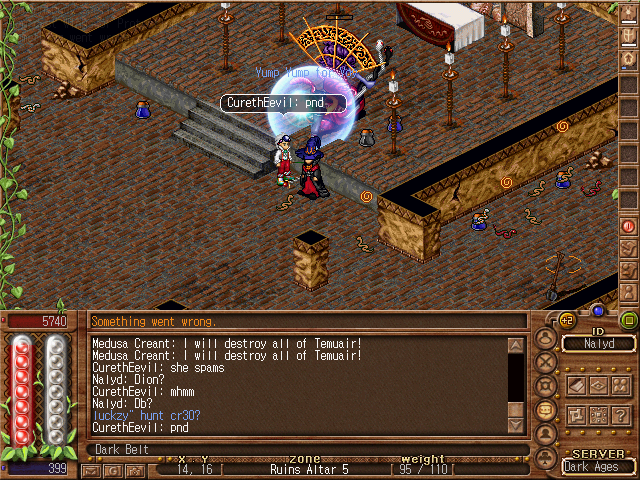 Yump Yump for Yoy
CurethEevil: pnd
5740
Something went wrong.
+2
ID
Nalyd
Medusa Creant: I will destroy all of Temuair!
Medusa Creant: I will destroy all of Temuair!
CurethEevil: she spams
Nalyd: Dion?
CurethEevil: mhmm
Nalyd: Db?
luckzy" hunt cr30?
CurethEevil: pnd
Dark Belt
399
x, y
14, 16
zone
Ruins Altar 5
weight
95 / 110
SERVER
Dark Ages